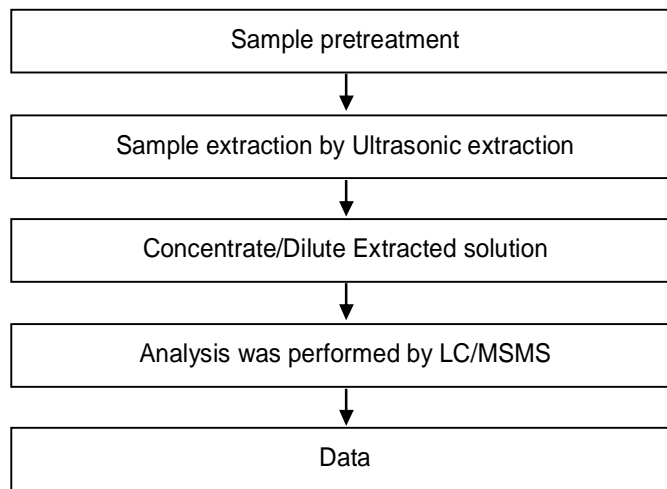 Sample pretreatment
Sample extraction by Ultrasonic extraction
Concentrate/Dilute Extracted solution
Analysis was performed by LC/MSMS
Data